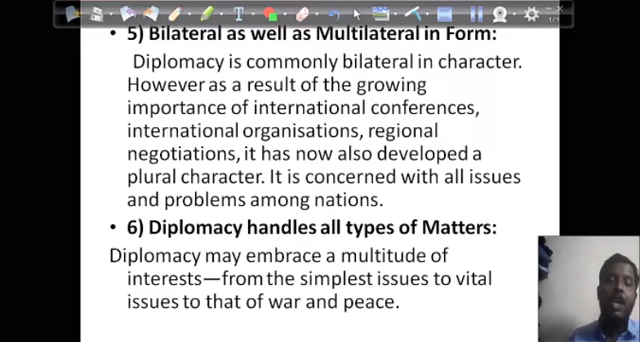 • 5) Bilateral as well as Multilateral in Form:
Diplomacy is commonly bilateral in character.
However as a result of the growing
importance of international conferences,
international organisations, regional
negotiations, it has now also developed a
plural character. It is concerned with all issues
and problems among nations.
• 6) Diplomacy handles all types of Matters:
Diplomacy may embrace a multitude of
interests—from the simplest issues to vital
issues to that of war and peace.